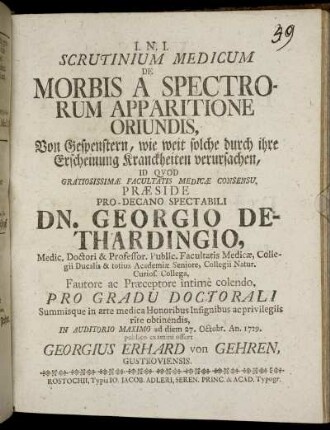 59
I. N. I.
SCRUTINIUM MEDICUM
DE
MORBIS A SPECTRO-
RUM APPARITIONE
ORIUNDIS,
Von Gespenstern, wie weit solche durch ihre
Erscheinung Kranckheiten verursachen,
ID QVOD
GRATIOSISSIMÆ FACULTATIS MEDICÆ CONSENSU,
PRÆSIDE
PRO-DECANO SPECTABILI
DN. GEORGIO DE-
THARDINGIO,
Medic. Doctori & Professor. Public. Facultatis Medicæ, Colle-
gii Ducalis & totius Academiæ Seniore, Collegii Natur.
Curios. Collega,
Fautore ac Præceptore intime colendo,
PRO GRADU DOCTORALI
Summisque in arte medica Honoribus Insignibus ac privilegiis
rite obtinendis,
IN AUDITORIO MAXIMO ad diem 27. Octobr. An. 1729.
publico examini offert
GEORGIUS ERHARD von GEHREN,
GUSTROVIENSIS.
ROSTOCHII, Typis IO. JACOB. ADLERI, SEREN. PRINC. & ACAD. Typogr.